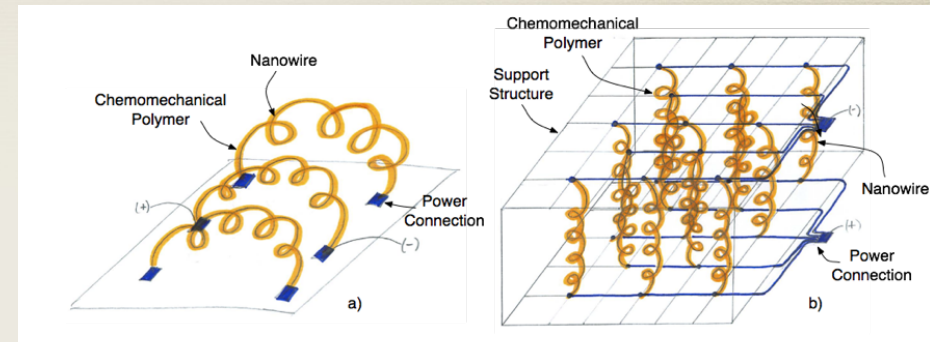 Nanowire
Chemomechanical
Polymer
(+)
Power
Connection
(-)
a)
Chemomechanical
Polymer
Support
Structure
(-)
Nanowire
(+)
Power
Connection
b)